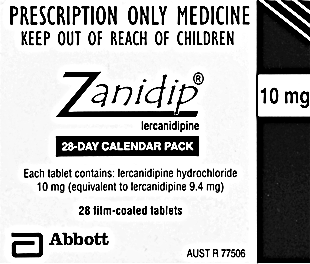 PRESCRIPTION ONLY MEDICINE
KEEP OUT OF REACH OF CHILDREN
Zanidip®
lercanidipine
10 mg
28-DAY CALENDAR PACK
Each tablet contains: lercanidipine hydrochloride
10 mg (equivalent to lercanidipine 9.4 mg)
28 film-coated tablets
Abbott
AUST R 77506